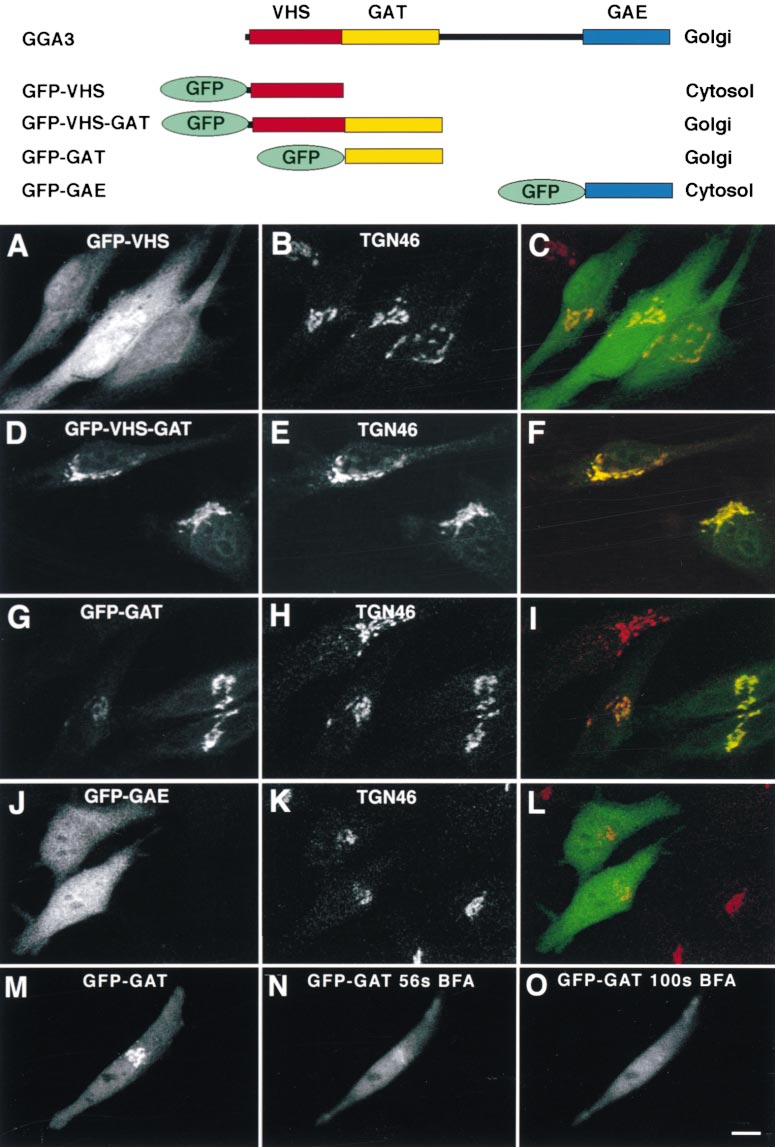 VHS GAT GAE
GGA3 Golgi
GFP-VHS GFP Cytosol
GFP-VHS-GAT GFP Golgi
GFP-GAT GFP Golgi
GFP-GAE GFP Cytosol
A GFP-VHS B TGN46 C
D GFP-VHS-GAT E TGN46 F
G GFP-GAT H TGN46 I
J GFP-GAE K TGN46 L
M GFP-GAT N GFP-GAT 56s BFA O GFP-GAT 100s BFA